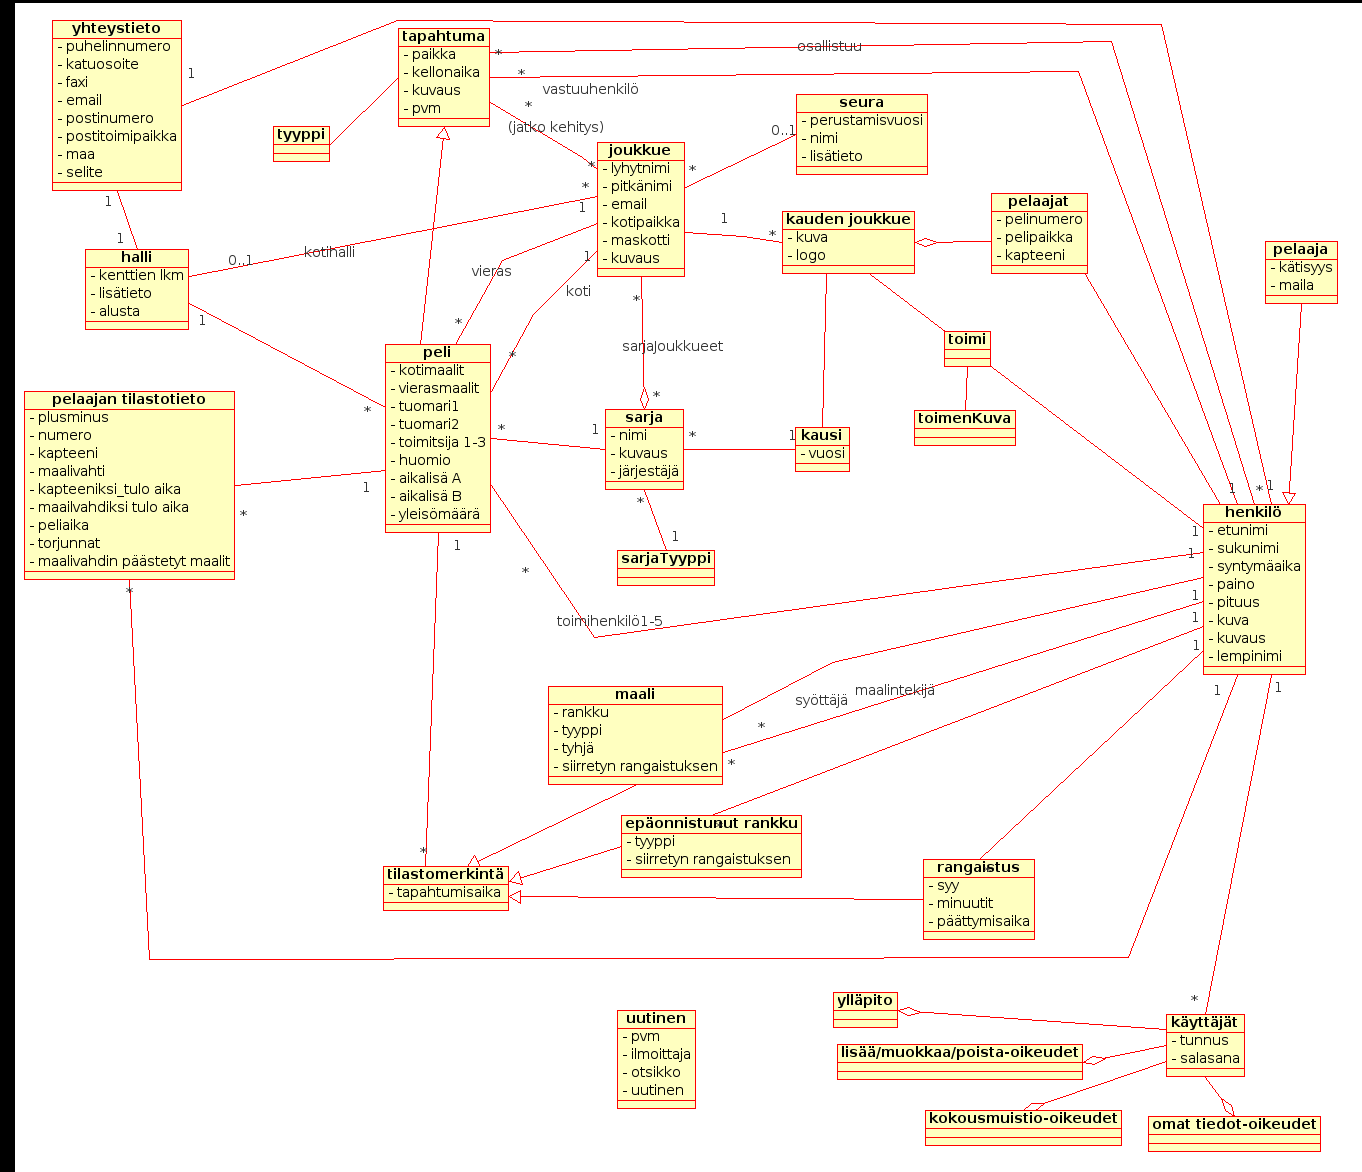 yhteystieto
- puhelinnumero
- katuosoite
- faxi
- email
- postinumero
- postitoimipaikka
- maa
- selite
1
1
1
tapahtuma
- paikka
- kellonaika
- kuvaus
- pvm
*
osallistuu
*
vastuuhenkilö
*
(jatko kehitys)
*
tyyppi
seura
- perustamisvuosi
- nimi
- lisätieto
0..1
*
joukkue
- lyhytnimi
- pitkänimi
- email
- kotipaikka
- maskotti
- kuvaus
*
1
1
1
*
kauden joukkue
- kuva
- logo
pelaajat
- pelinumero
- pelipaikka
- kapteeni
pelaaja
- kätisyys
- maila
halli
- kenttien lkm
- lisätieto
- alusta
0..1
kotihalli
1
*
vieras
*
koti
*
*
sarjaJoukkueet
*
toimi
toimenKuva
peli
- kotimaalit
- vierasmaalit
- tuomari1
- tuomari2
- toimitsija 1-3
- huomio
- aikalisä A
- aikalisä B
- yleisömäärä
pelaajan tilastotieto
- plusminus
- numero
- kapteeni
- maalivahti
- kapteeniksi_tulo aika
- maailvahdiksi tulo aika
- peliaika
- torjunnat
- maalivahdin päästetyt maalit
1
*
*
*
1
sarja
- nimi
- kuvaus
- järjestäjä
*
1
kausi
- vuosi
*
1
sarjaTyyppi
1
*
toimihenkilö1-5
1
*
1
henkilö
- etunimi
- sukunimi
- syntymäaika
- paino
- pituus
- kuva
- kuvaus
- lempinimi
1
1
1
1
1
1
1
maali
- rankku
- tyyppi
- tyhjä
- siirretyn rangaistuksen
syöttäjä
maalintekijä
*
*
epäonnistunut rankku
- tyyppi
- siirretyn rangaistuksen
*
*
tilastomerkintä
- tapahtumisaika
rangaistus
- syy
- minuutit
- päättymisaika
*
uutinen
- pvm
- ilmoittaja
- otsikko
- uutinen
ylläpito
*
käyttäjät
- tunnus
- salasana
lisää/muokkaa/poista-oikeudet
kokousmuistio-oikeudet
omat tiedot-oikeudet